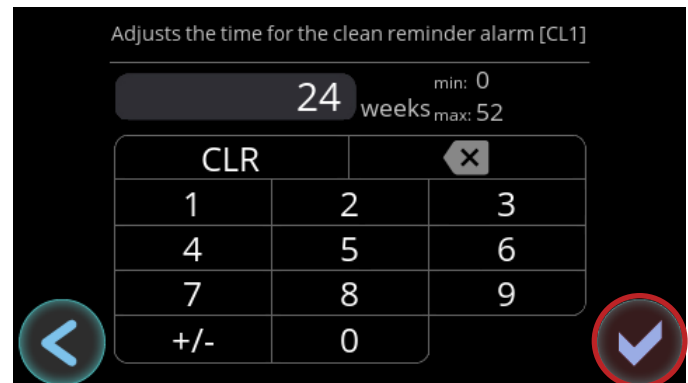 Adjusts the time for the clean reminder alarm [CL1]
24 weeks min: 0
max: 52
CLR
1 2 3
4 5 6
7 8 9
+/- 0